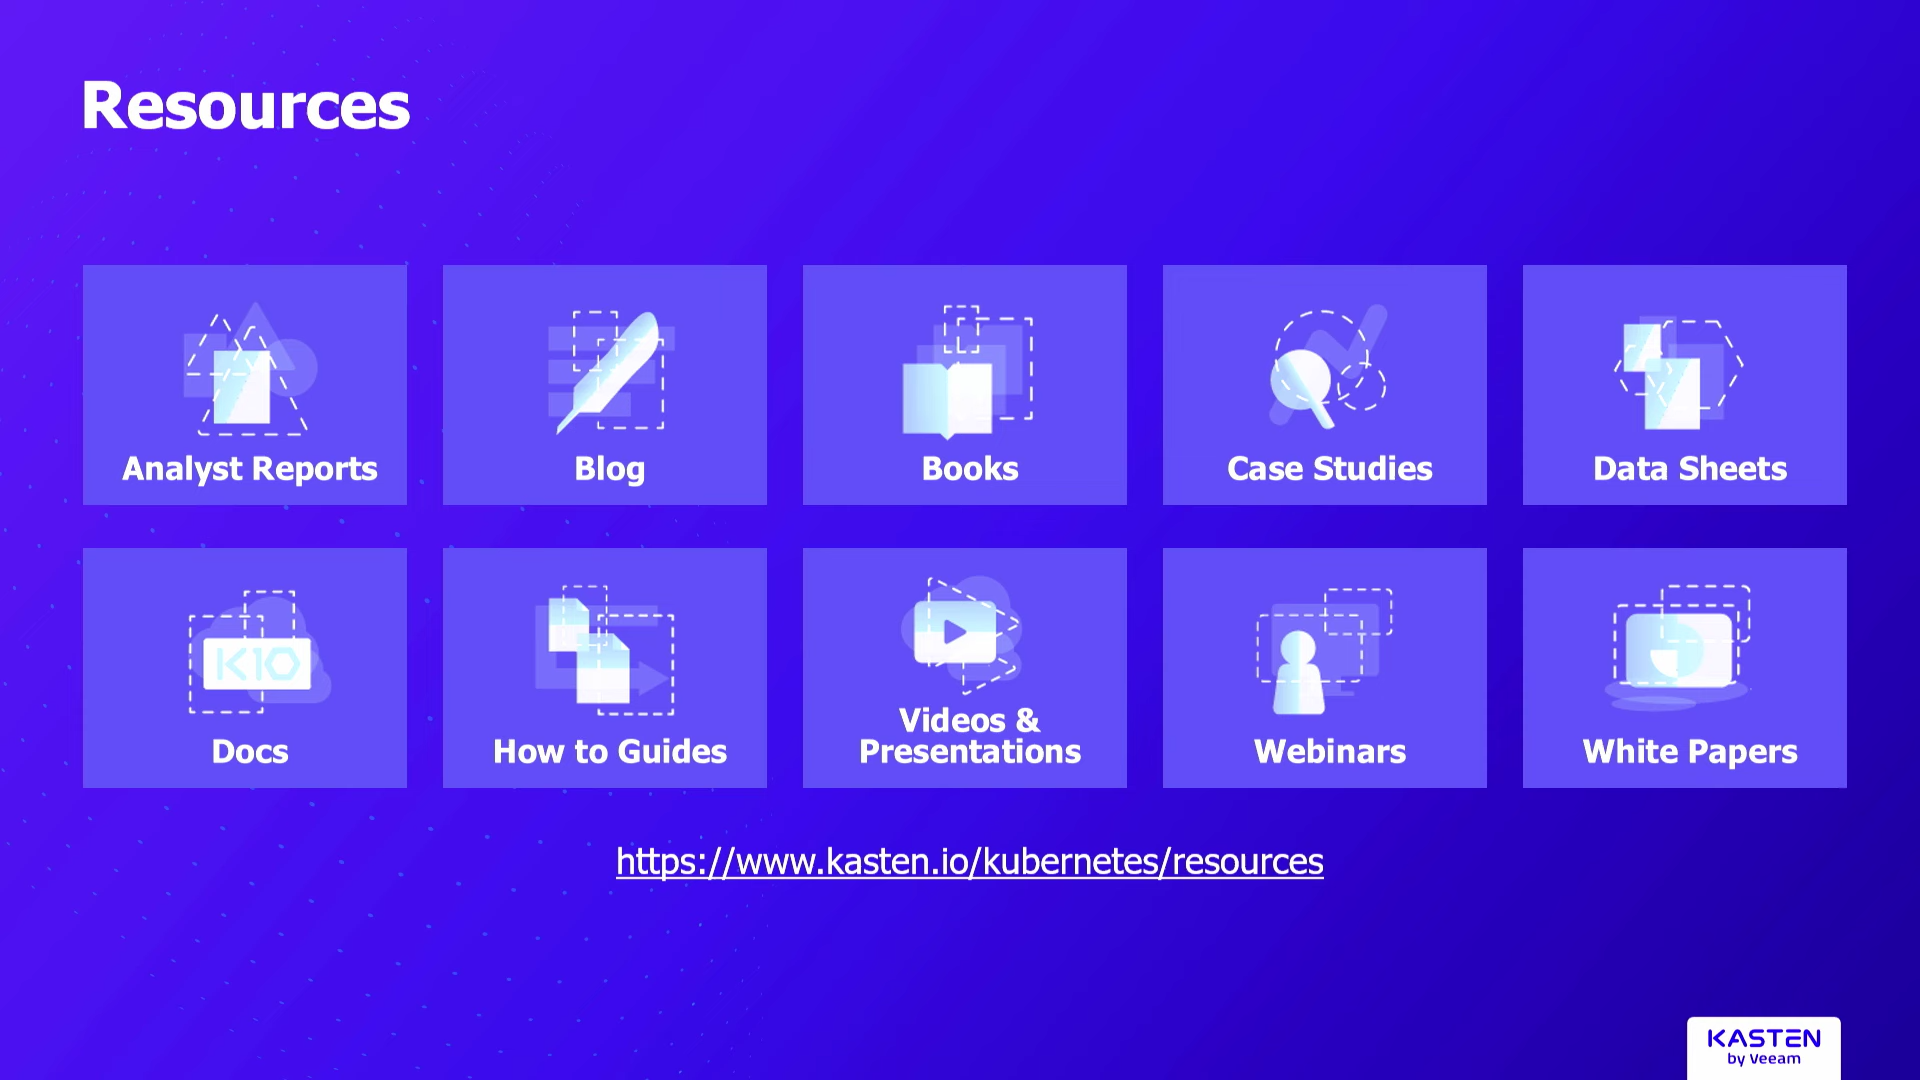 Resources
Analyst Reports
Blog
Books
Case Studies
Data Sheets
K10
Docs
How to Guides
Videos &
Presentations
Webinars
White Papers
https://www.kasten.io/kubernetes/resources
KASTEN
by Veeam